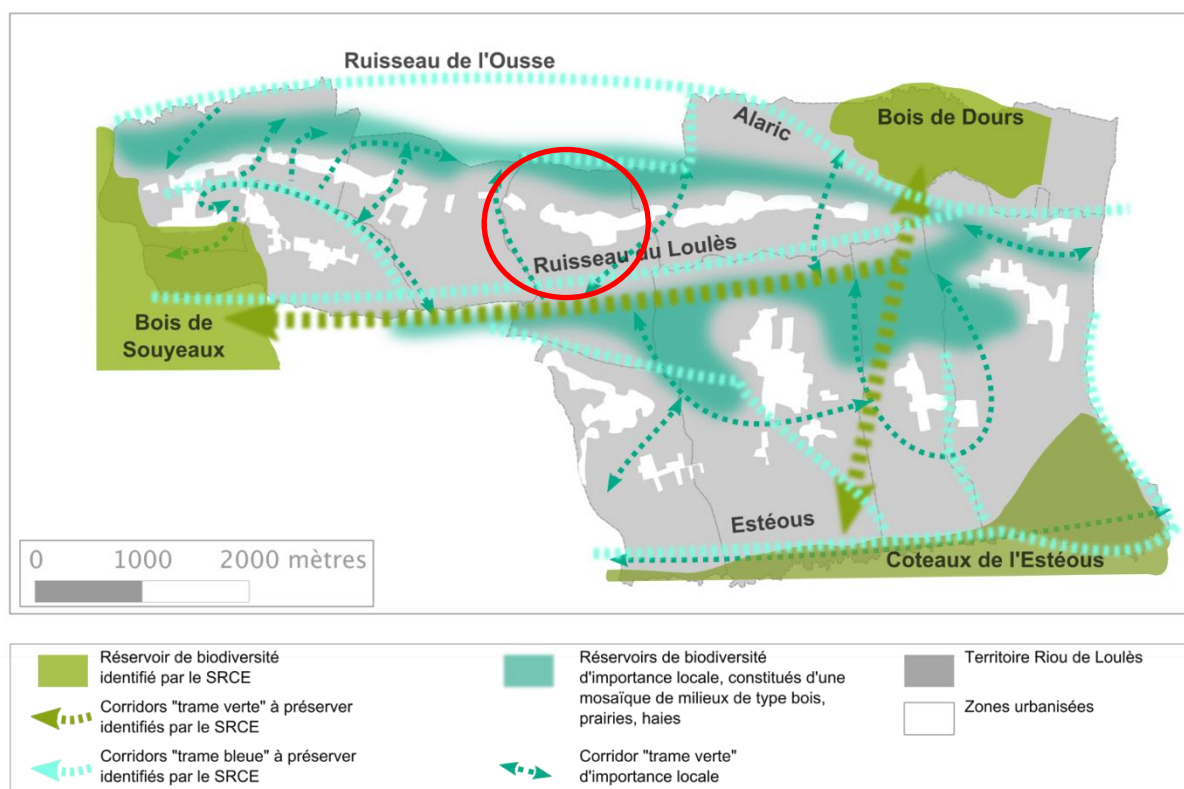 Ruisseau de l'Ousse
Alaric
Bois de Dours
Ruisseau du Loulès
Bois de
Souyeaux
Estéous
Coteaux de l'Estéous
0 1000 2000 mètres
Réservoir de biodiversité
identifié par le SRCE
Corridors "trame verte" à préserver
identifiés par le SRCE
Corridors "trame bleue" à préserver
identifiés par le SRCE
Réservoirs de biodiversité
d'importance locale, constitués d'une
mosaïque de milieux de type bois,
prairies, haies
Corridor "trame verte"
d'importance locale
Territoire Riou de Loulès
Zones urbanisées